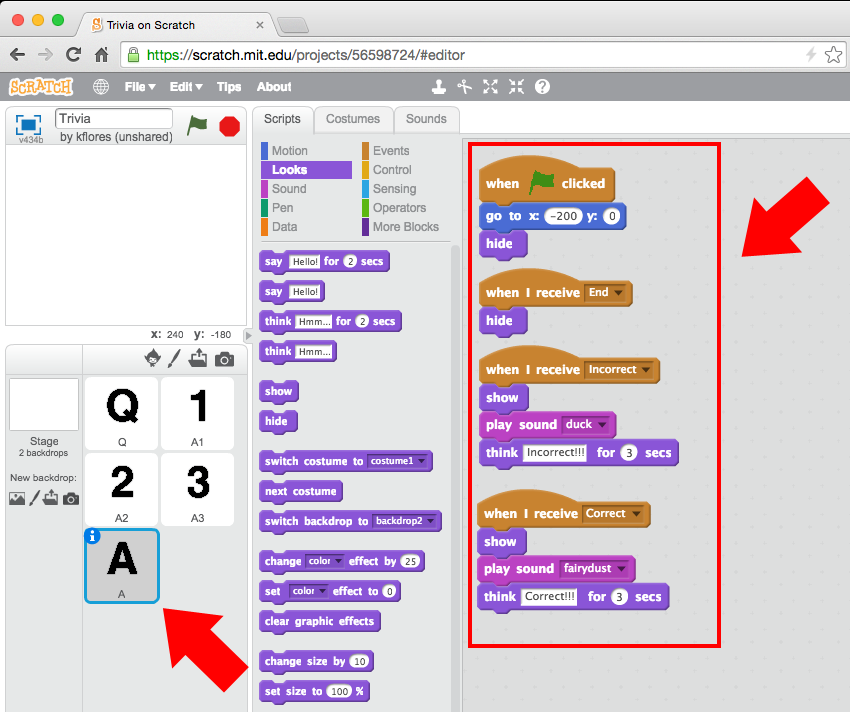 Trivia on Scratch
https://scratch.mit.edu/projects/56598724/#editor
SCRATCH File Edit Tips About
v434b
Trivia
by kflores (unshared)
Scripts Costumes Sounds
Motion Events
Looks Control
Sound Sensing
Pen Operators
Data More Blocks
say Hello! for 2 secs
say Hello!
think Hmm... for 2 secs
think Hmm...
show
hide
switch costume to costume1
next costume
switch backdrop to backdrop2
change color effect by 25
set color effect to 0
clear graphic effects
change size by 10
set size to 100 %
when clicked
go to x: -200 y: 0
hide
when I receive End
hide
when I receive Incorrect
show
play sound duck
think Incorrect!!! for 3 secs
when I receive Correct
show
play sound fairydust
think Correct!!! for 3 secs
x: 240 y: -180
Stage
2 backdrops
New backdrop:
Q
Q
1
A1
2
A2
3
A3
A
A